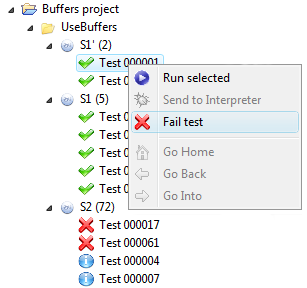 Buffers project
UseBuffers
S1' (2)
Test 000001
Test
Run selected
Send to Interpreter
Fail test
Go Home
Go Back
Go Into
S1 (5)
Test 0
Test 0
Test 0
Test 0
Test 0
S2 (72)
Test 000017
Test 000061
Test 000004
Test 000007